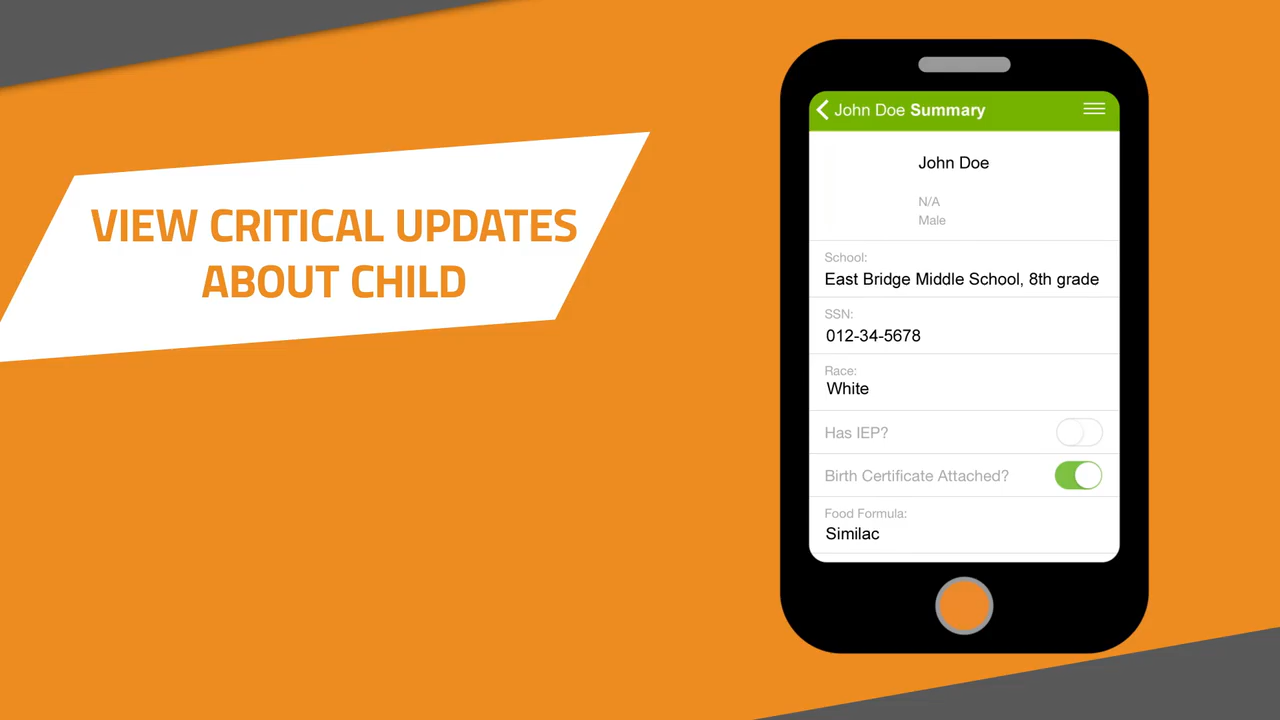 VIEW CRITICAL UPDATES
ABOUT CHILD
John Doe Summary
John Doe
N/A
Male
School:
East Bridge Middle School, 8th grade
SSN:
012-34-5678
Race:
White
Has IEP?
Birth Certificate Attached?
Food Formula:
Similac